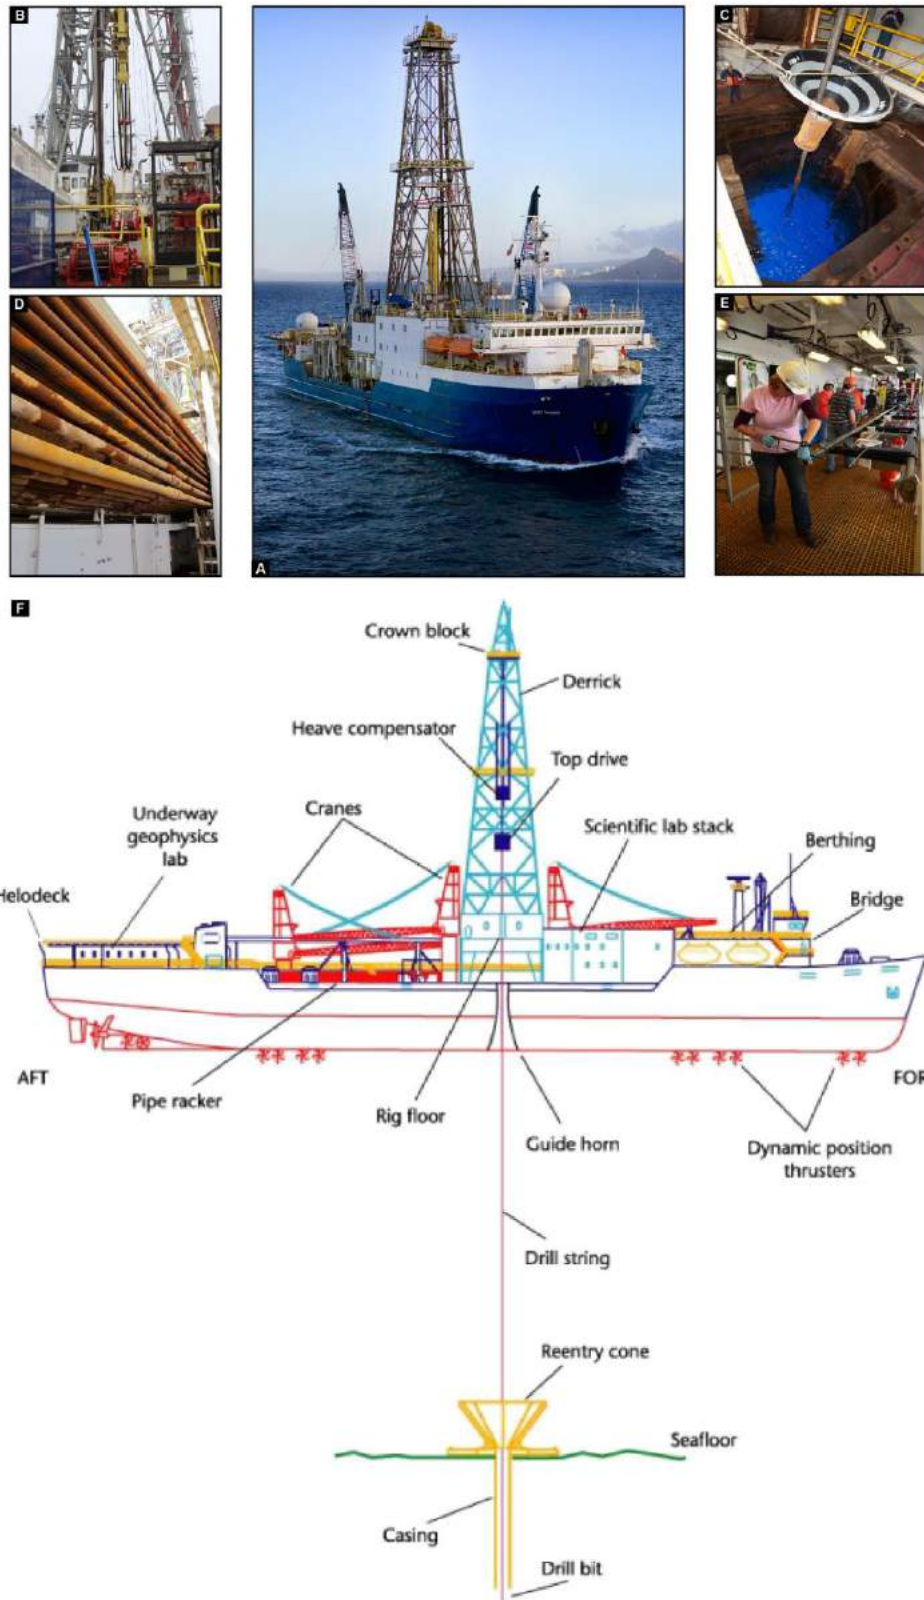 B
C
D
E
A
F
Crown block
Derrick
Heave compensator
Top drive
Underway
geophysics
lab
Cranes
Scientific lab stack
Berthing
Helodeck
Bridge
AFT
FOR
Pipe racker
Rig floor
Guide horn
Dynamic position
thrusters
Drill string
Reentry cone
Seafloor
Casing
Drill bit